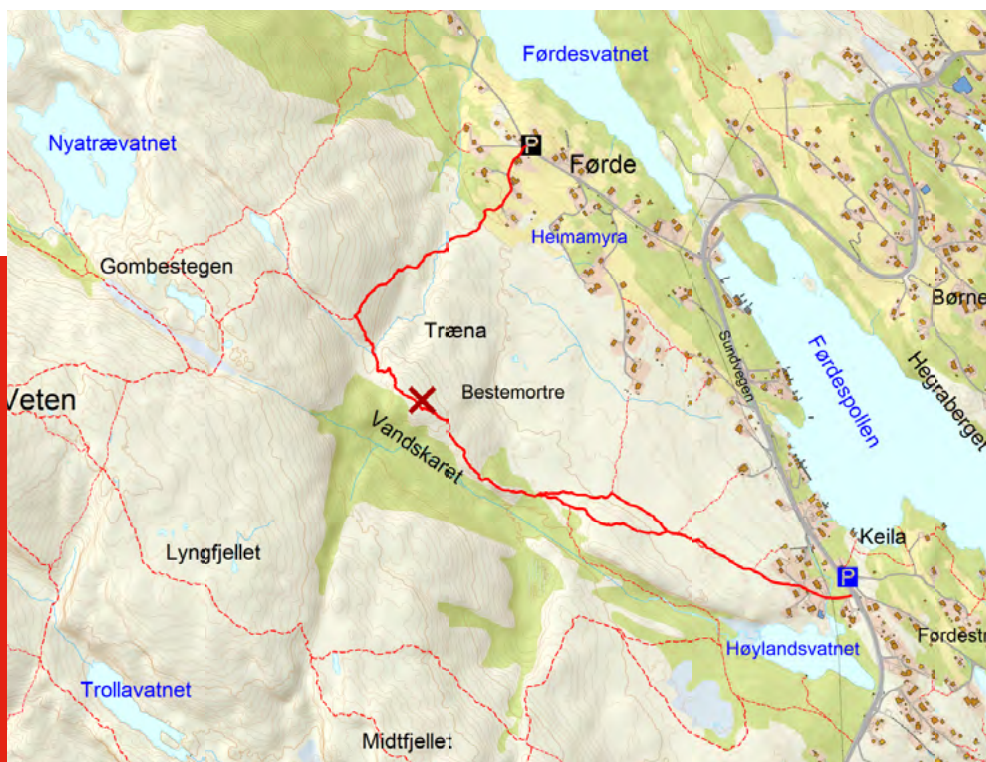 Førdesvatnet
Nyatrævatnet
P
Førde
Heimamyra
Gombestegen
Børne
Træna
Sundvegen
Førdespollen
Hegraberget
Veten
Bestemortre
Vandskaret
Keila
Lyngfjellet
P
Høylandsvatnet
Førdestr
Trollavatnet
Midtfjellet